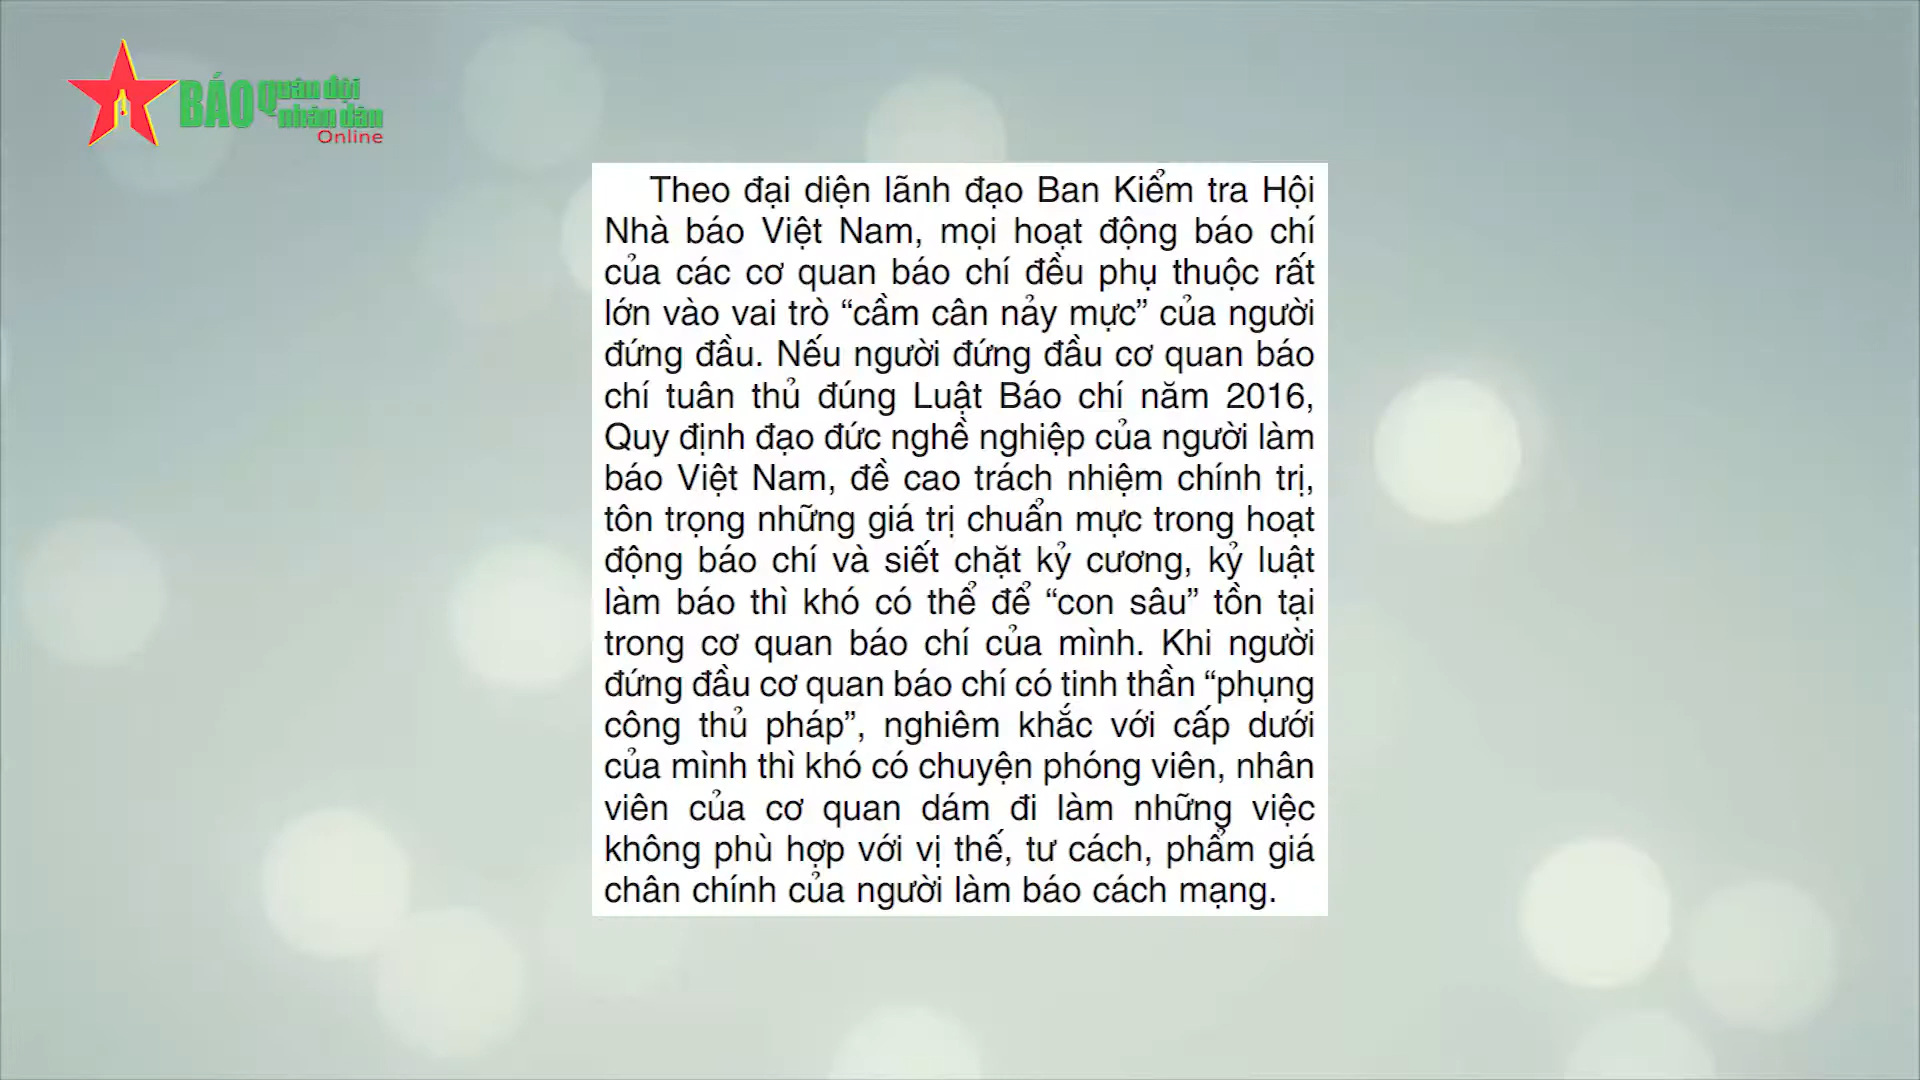 BÁO Quân đội
nhân dân
Online
Theo đại diện lãnh đạo Ban Kiểm tra Hội
Nhà báo Việt Nam, mọi hoạt động báo chí
của các cơ quan báo chí đều phụ thuộc rất
lớn vào vai trò “cầm cân nảy mực” của người
đứng đầu. Nếu người đứng đầu cơ quan báo
chí tuân thủ đúng Luật Báo chí năm 2016,
Quy định đạo đức nghề nghiệp của người làm
báo Việt Nam, đề cao trách nhiệm chính trị,
tôn trọng những giá trị chuẩn mực trong hoạt
động báo chí và siết chặt kỷ cương, kỷ luật
làm báo thì khó có thể để “con sâu” tồn tại
trong cơ quan báo chí của mình. Khi người
đứng đầu cơ quan báo chí có tinh thần “phụng
công thủ pháp”, nghiêm khắc với cấp dưới
của mình thì khó có chuyện phóng viên, nhân
viên của cơ quan dám đi làm những việc
không phù hợp với vị thế, tư cách, phẩm giá
chân chính của người làm báo cách mạng.